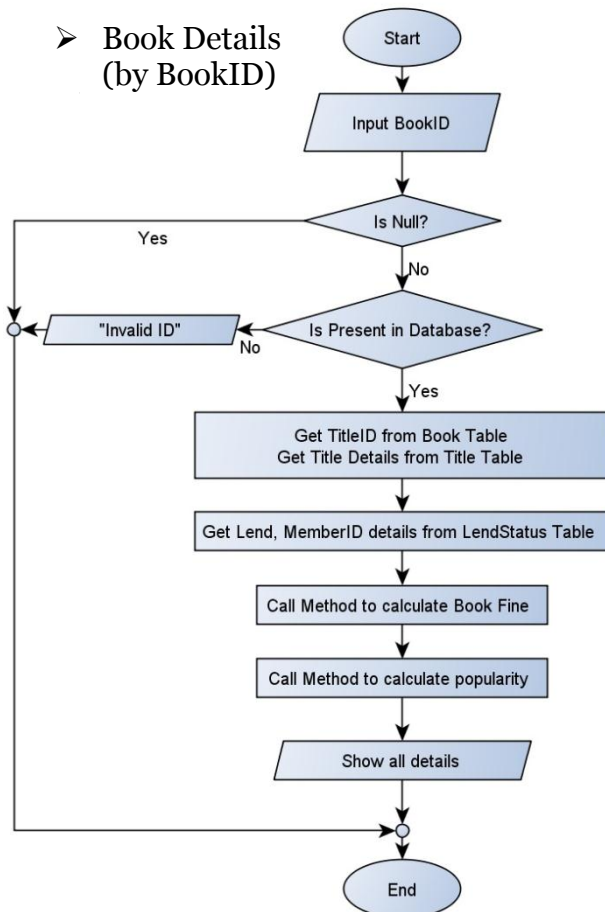 ➢ Book Details
(by BookID)
Start
Input BookID
Is Null?
Yes
No
Is Present in Database?
"Invalid ID"
No
Yes
Get TitleID from Book Table
Get Title Details from Title Table
Get Lend, MemberID details from LendStatus Table
Call Method to calculate Book Fine
Call Method to calculate popularity
Show all details
End